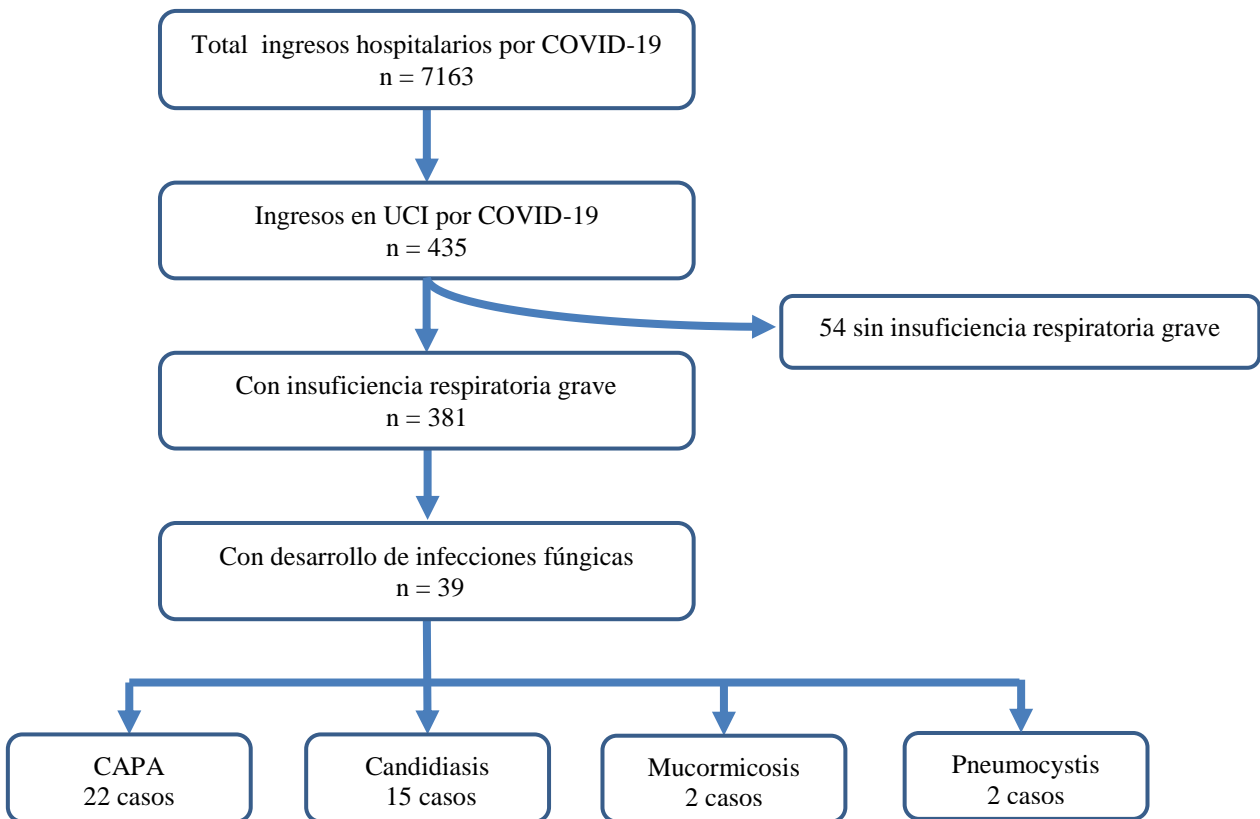 Total ingresos hospitalarios por COVID-19
n = 7163
Ingresos en UCI por COVID-19
n = 435
54 sin insuficiencia respiratoria grave
Con insuficiencia respiratoria grave
n = 381
Con desarrollo de infecciones fúngicas
n = 39
CAPA
22 casos
Candidiasis
15 casos
Mucormicosis
2 casos
Pneumocystis
2 casos